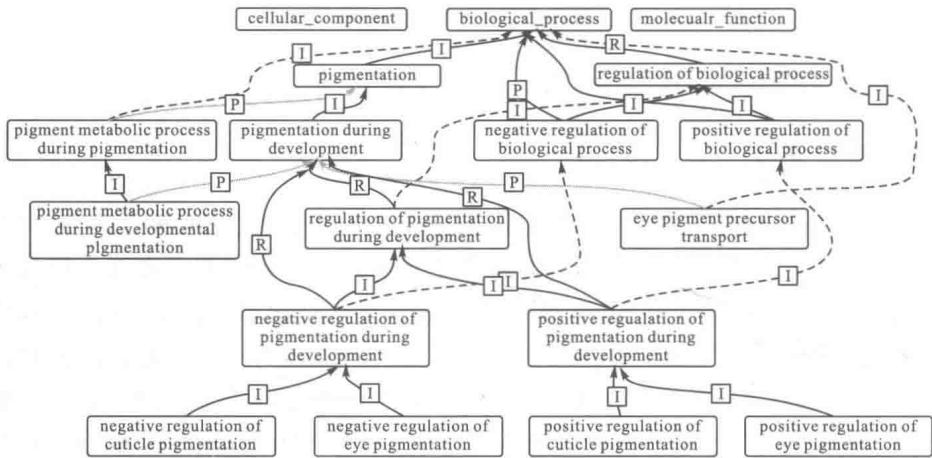 cellular_component
biological_process
molecualr_function
I
I
R
pigmentation
regulation of biological process
P
P
I
I
I
I
I
pigment metabolic process
during pigmentation
pigmentation during
development
negative regulation of
biological process
positive regulation of
biological process
I
P
R
R
P
pigment metabolic process
during developmental
plgmentation
regulation of pigmentation
during development
eye pigment precursor
transport
R
I
I
I
I
negative regulation of
pigmentation during
development
positive regualation of
pigmentation during
development
I
I
I
I
negative regulation of
cuticle pigmentation
negative regulation of
eye pigmentation
positive regulation of
cuticle pigmentation
positive regulation of
eye pigmentation